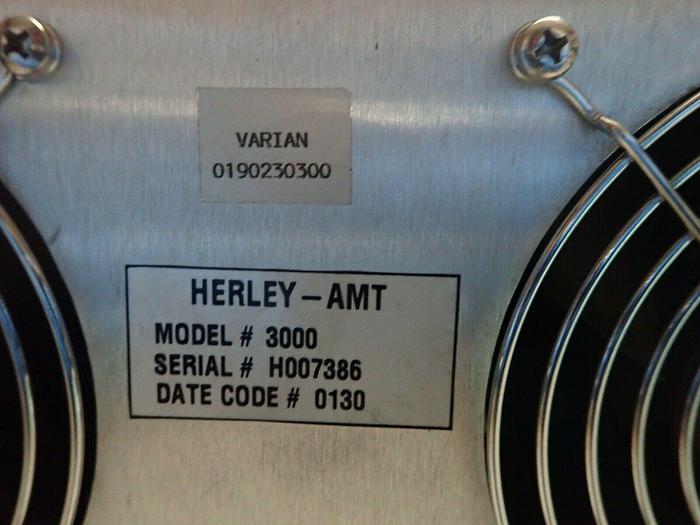 VARIAN
0190230300
HERLEY-AMT
MODEL # 3000
SERIAL # H007386
DATE CODE # 0130